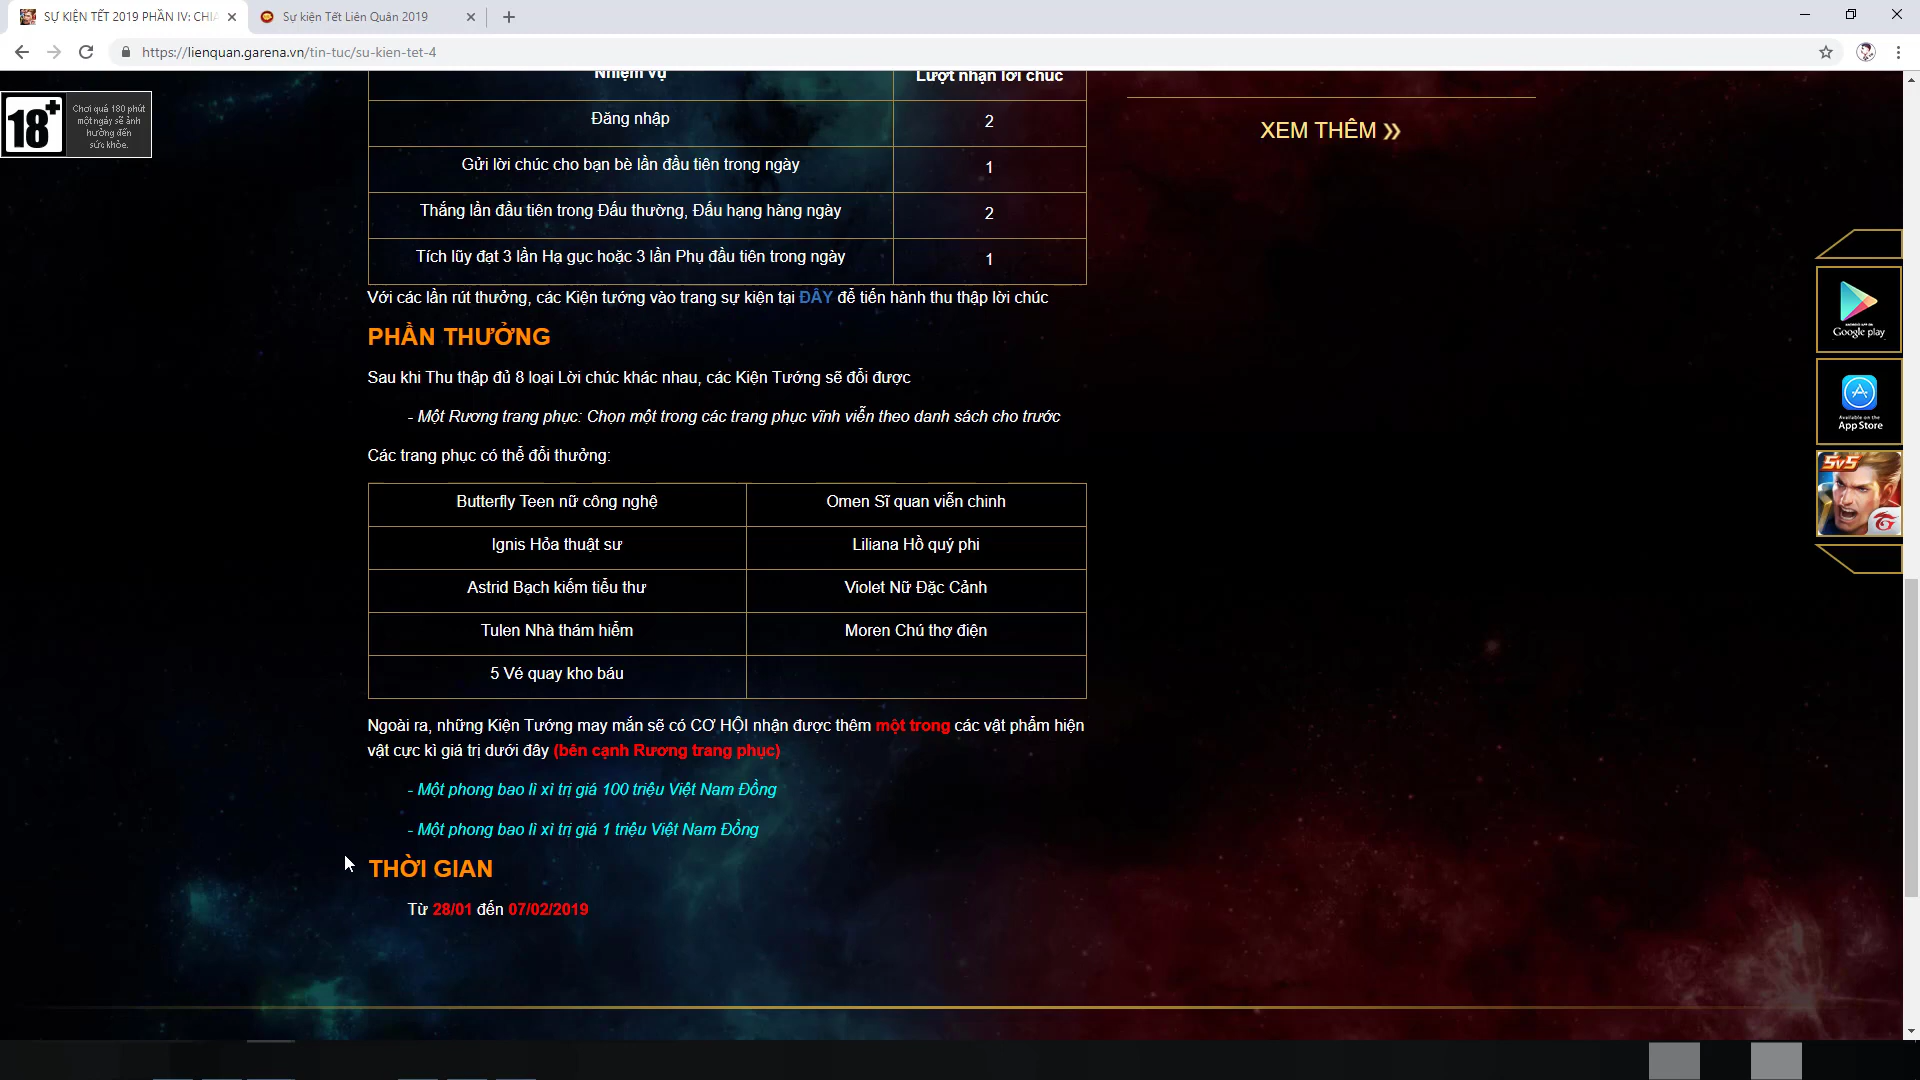 SỰ KIỆN TẾT 2019 PHẦN IV: CHIA
Sự kiện Tết Liên Quân 2019
https://lienquan.garena.vn/tin-tuc/su-kien-tet-4
18+
Chơi quá 180 phút
một ngày sẽ ảnh
hưởng đến
sức khỏe.
Nhiệm vụ
Lượt nhận lời chúc
Đăng nhập
2
Gửi lời chúc cho bạn bè lần đầu tiên trong ngày
1
Thắng lần đầu tiên trong Đấu thường, Đấu hạng hàng ngày
2
Tích lũy đạt 3 lần Hạ gục hoặc 3 lần Phụ đầu tiên trong ngày
1
Với các lần rút thưởng, các Kiện tướng vào trang sự kiện tại ĐÂY để tiến hành thu thập lời chúc
PHẦN THƯỞNG
Sau khi Thu thập đủ 8 loại Lời chúc khác nhau, các Kiện Tướng sẽ đổi được
- Một Rương trang phục: Chọn một trong các trang phục vĩnh viễn theo danh sách cho trước
Các trang phục có thể đổi thưởng:
Butterfly Teen nữ công nghệ
Omen Sĩ quan viễn chinh
Ignis Hỏa thuật sư
Liliana Hồ quý phi
Astrid Bạch kiếm tiểu thư
Violet Nữ Đặc Cảnh
Tulen Nhà thám hiểm
Moren Chú thợ điện
5 Vé quay kho báu
Ngoài ra, những Kiện Tướng may mắn sẽ có CƠ HỘI nhận được thêm một trong các vật phẩm hiện
vật cực kì giá trị dưới đây (bên cạnh Rương trang phục)
- Một phong bao lì xì trị giá 100 triệu Việt Nam Đồng
- Một phong bao lì xì trị giá 1 triệu Việt Nam Đồng
THỜI GIAN
Từ 28/01 đến 07/02/2019
XEM THÊM
ANDROID APP ON
Google play
Available on the
App Store
5v5